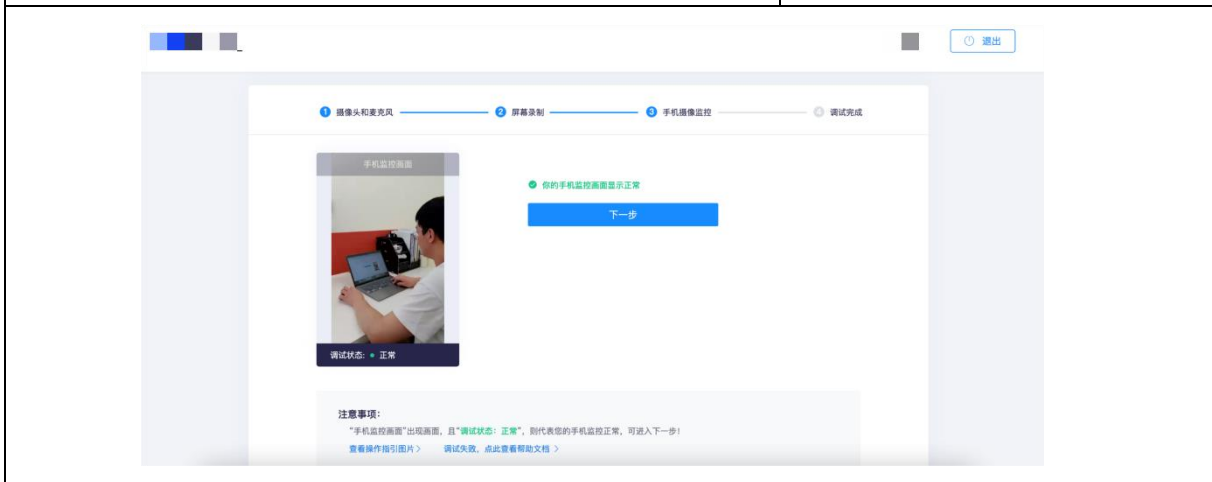 退出
1 摄像头和麦克风 2 屏幕录制 3 手机摄像监控 4 调试完成
手机监控画面
你的手机监控画面显示正常
下一步
调试状态: 正常
注意事项：
“手机监控画面”出现画面，且“调试状态：正常”，则代表您的手机监控正常，可进入下一步!
查看操作指引图片> 调试失败，点此查看帮助文档 >